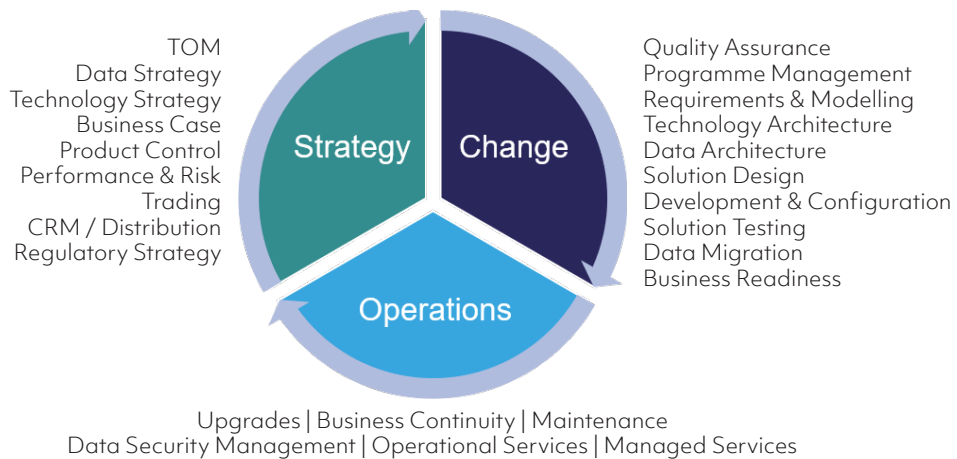 TOM
Data Strategy
Technology Strategy
Business Case
Product Control
Performance & Risk
Trading
CRM / Distribution
Regulatory Strategy
Strategy
Change
Operations
Quality Assurance
Programme Management
Requirements & Modelling
Technology Architecture
Data Architecture
Solution Design
Development & Configuration
Solution Testing
Data Migration
Business Readiness
Upgrades | Business Continuity | Maintenance
Data Security Management | Operational Services | Managed Services